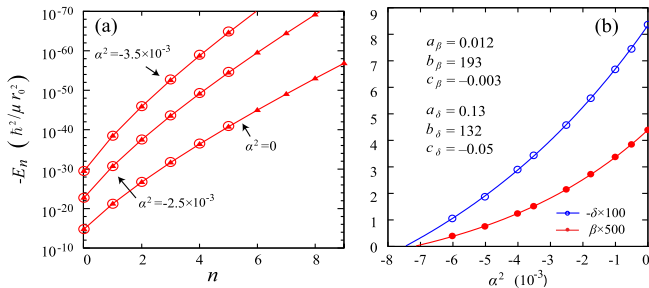 (a)
10^-70
10^-60
10^-50
10^-40
10^-30
10^-20
10^-10
-E_n ( ℏ²/μ r_0² )
α²=-3.5×10^-3
α²=0
α²=-2.5×10^-3
0 2 4 6 8
n
(b)
9
8
7
6
5
4
3
2
1
0
a_β = 0.012
b_β = 193
c_β = –0.003
a_δ = 0.13
b_δ = 132
c_δ = –0.05
-δ×100
β×500
-8 -7 -6 -5 -4 -3 -2 -1 0
α² (10^-3)